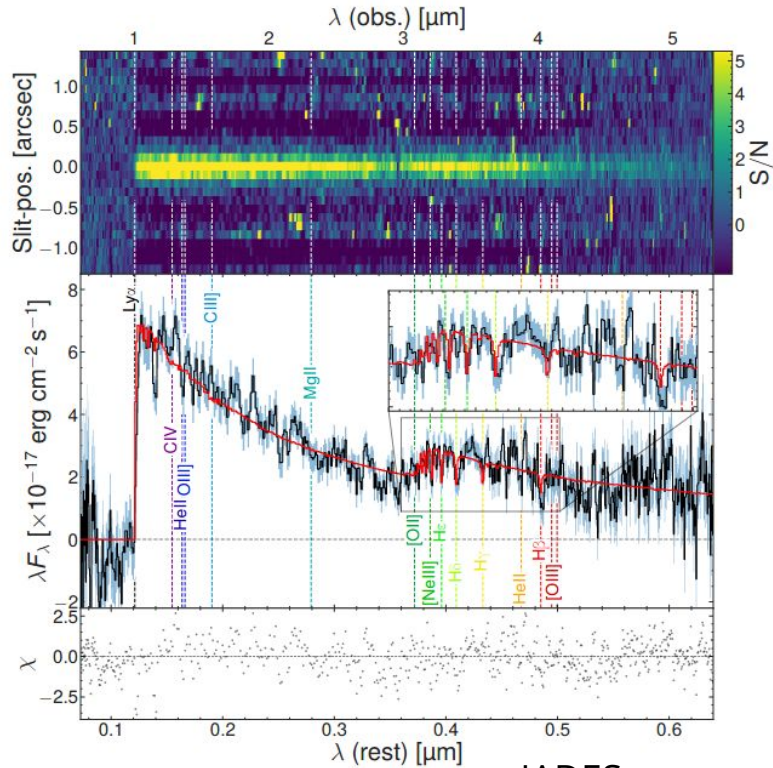 λ (obs.) [μm]
1 2 3 4 5
Slit-pos. [arcsec]
1.0
0.5
0.0
−0.5
−1.0
5
4
3
2
1
0
S/N
λFλ [×10⁻¹⁷ erg cm⁻² s⁻¹]
8
6
4
2
0
−2
Lyα
CIV
HeII
OIII]
CIII]
MgII
[OII]
[NeIII]
Hε
Hδ
Hγ
HeII
Hβ
[OIII]
χ
2.5
0.0
−2.5
0.1 0.2 0.3 0.4 0.5 0.6
λ (rest) [μm]